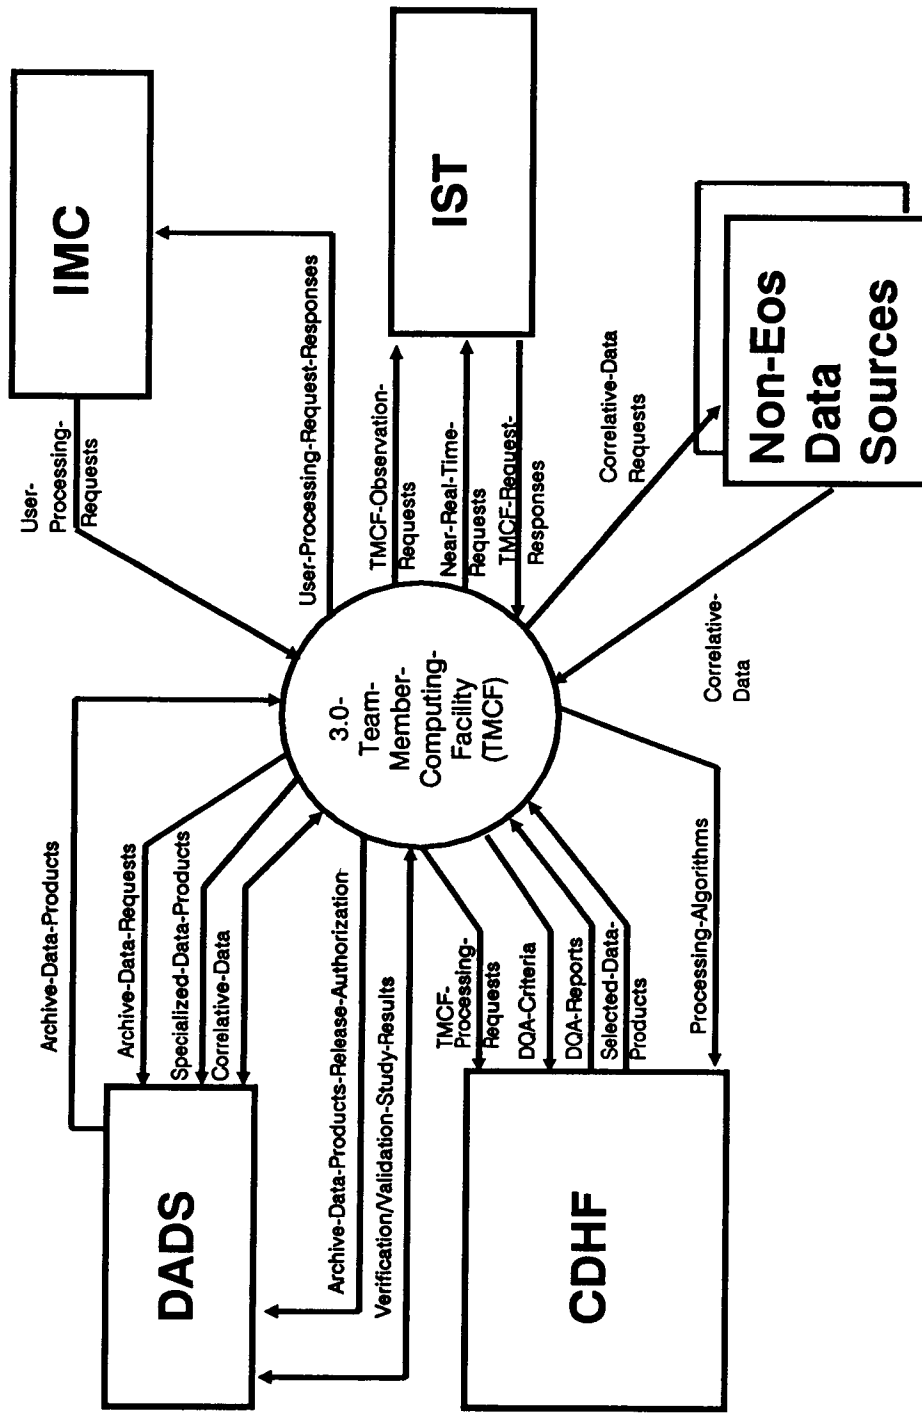 DADS
IMC
Archive-Data-Products
Archive-Data-Requests
Specialized-Data-Products
Correlative-Data
Archive-Data-Products-Release-Authorization
Verification/Validation-Study-Results
User-
Processing-
Requests
User-Processing-Request-Responses
3.0-
Team-
Member-
Computing-
Facility
(TMCF)
TMCF-Observation-
Requests
Near-Real-Time-
Requests
TMCF-Request-
Responses
IST
CDHF
TMCF-
Processing-
Requests
DQA-Criteria
DQA-Reports
Selected-Data-
Products
Processing-Algorithms
Correlative-
Data
Correlative-Data
Requests
Non-Eos
Data
Sources